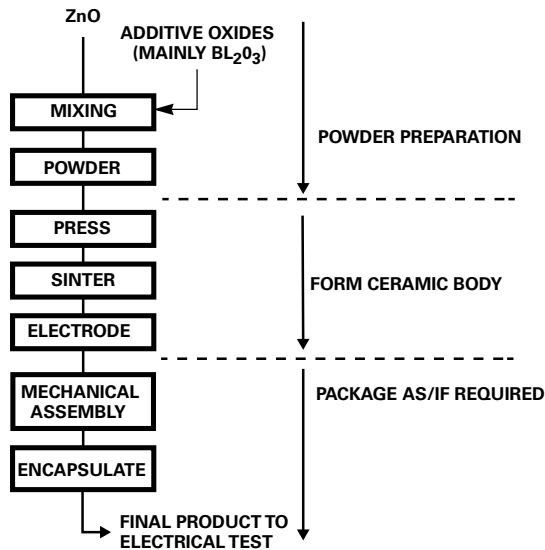 ZnO
ADDITIVE OXIDES
(MAINLY BL₂0₃)
MIXING
POWDER PREPARATION
POWDER
PRESS
SINTER
FORM CERAMIC BODY
ELECTRODE
MECHANICAL
ASSEMBLY
PACKAGE AS/IF REQUIRED
ENCAPSULATE
FINAL PRODUCT TO
ELECTRICAL TEST